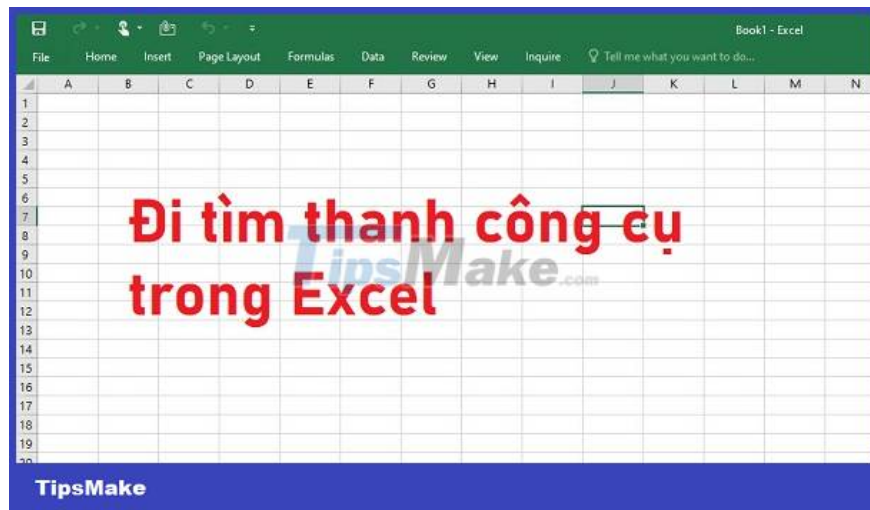 Book1 - Excel
File Home Insert Page Layout Formulas Data Review View Inquire Tell me what you want to do...
A B C D E F G H I J K L M N
1
2
3
4
5
6
7
8
9
10
11
12
13
14
15
16
17
18
19
20
Đi tìm thanh công cụ
trong Excel
TipsMake.com
TipsMake